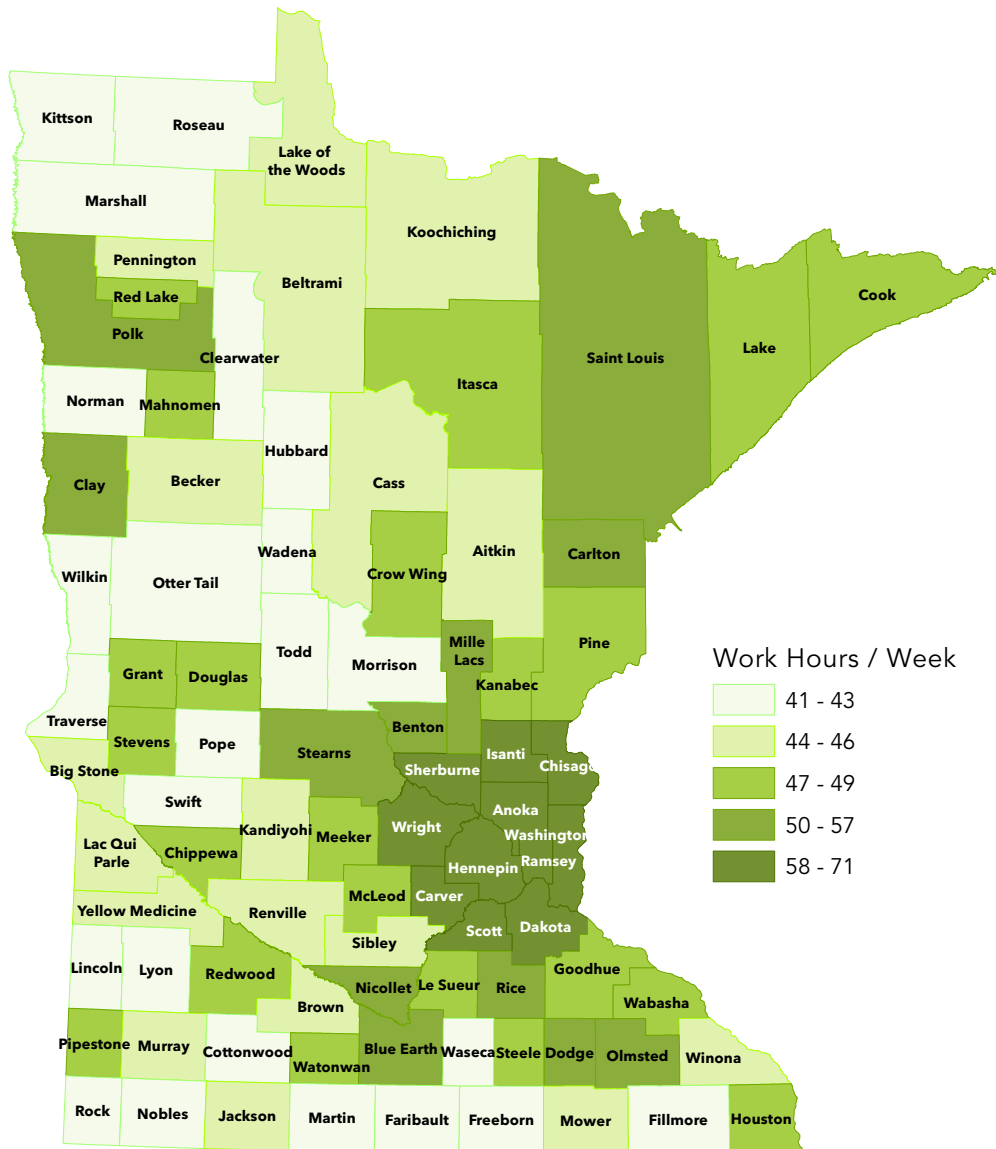 Kittson
Roseau
Lake of
the Woods
Marshall
Koochiching
Pennington
Beltrami
Red Lake
Cook
Polk
Lake
Clearwater
Saint Louis
Itasca
Norman
Mahnomen
Hubbard
Becker
Cass
Clay
Wadena
Aitkin
Carlton
Crow Wing
Wilkin
Otter Tail
Mille
Lacs
Pine
Todd
Morrison
Grant
Douglas
Kanabec
Work Hours / Week
41 - 43
44 - 46
47 - 49
50 - 57
58 - 71
Traverse
Stevens
Pope
Benton
Stearns
Isanti
Chisago
Big Stone
Sherburne
Swift
Anoka
Kandiyohi
Meeker
Wright
Washington
Lac Qui
Parle
Chippewa
Ramsey
Hennepin
McLeod
Carver
Yellow Medicine
Renville
Scott
Dakota
Sibley
Lincoln
Lyon
Redwood
Goodhue
Nicollet
Le Sueur
Rice
Brown
Wabasha
Pipestone
Murray
Cottonwood
Watonwan
Blue Earth
Waseca
Steele
Dodge
Olmsted
Winona
Rock
Nobles
Jackson
Martin
Faribault
Freeborn
Mower
Fillmore
Houston